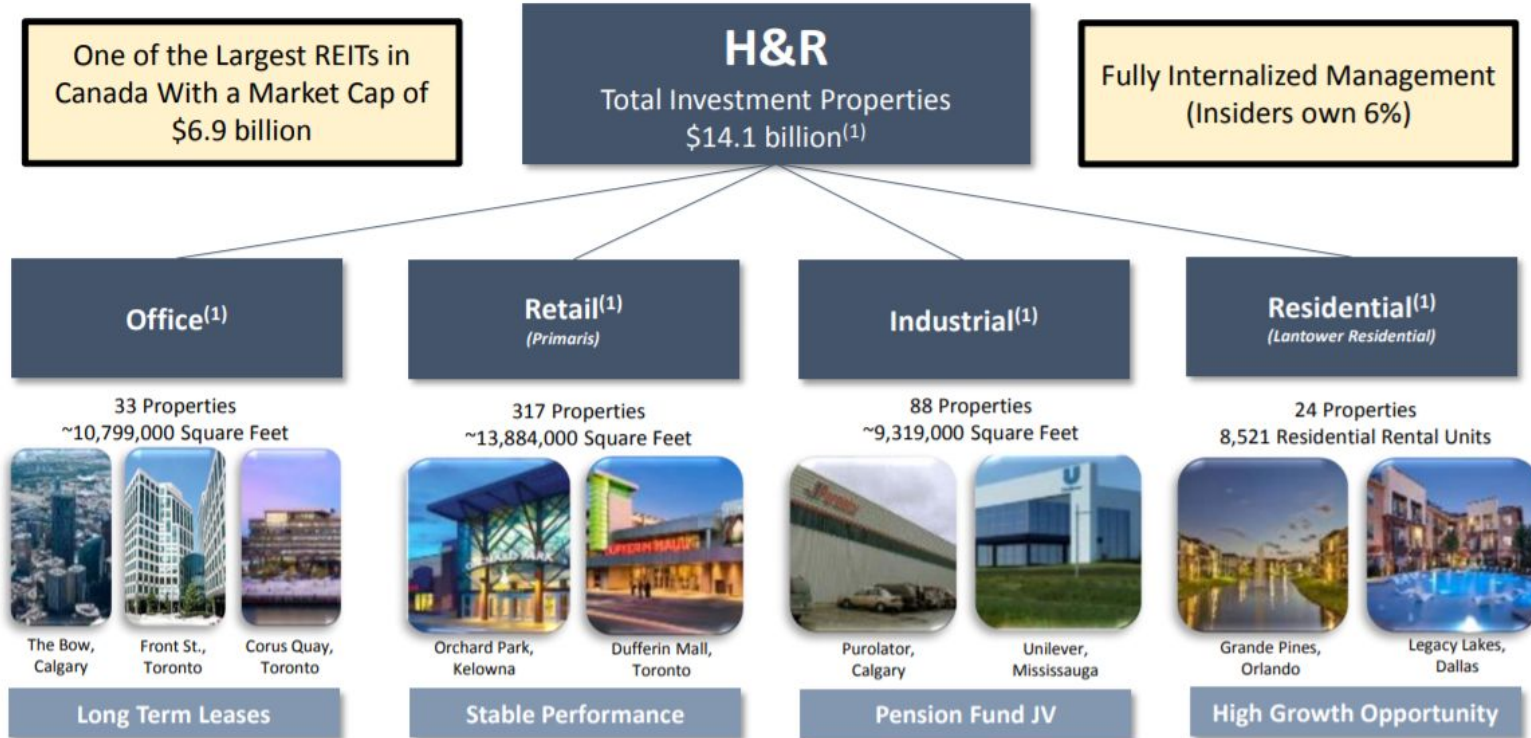 One of the Largest REITs in
Canada With a Market Cap of
$6.9 billion
H&R
Total Investment Properties
$14.1 billion(1)
Fully Internalized Management
(Insiders own 6%)
Office(1)
33 Properties
~10,799,000 Square Feet
The Bow,
Calgary
Front St.,
Toronto
Corus Quay,
Toronto
Long Term Leases
Retail(1)
(Primaris)
317 Properties
~13,884,000 Square Feet
DUFFERIN MALL
Orchard Park,
Kelowna
Dufferin Mall,
Toronto
Stable Performance
Industrial(1)
88 Properties
~9,319,000 Square Feet
Purolator,
Calgary
Unilever,
Mississauga
Pension Fund JV
Residential(1)
(Lantower Residential)
24 Properties
8,521 Residential Rental Units
Grande Pines,
Orlando
Legacy Lakes,
Dallas
High Growth Opportunity